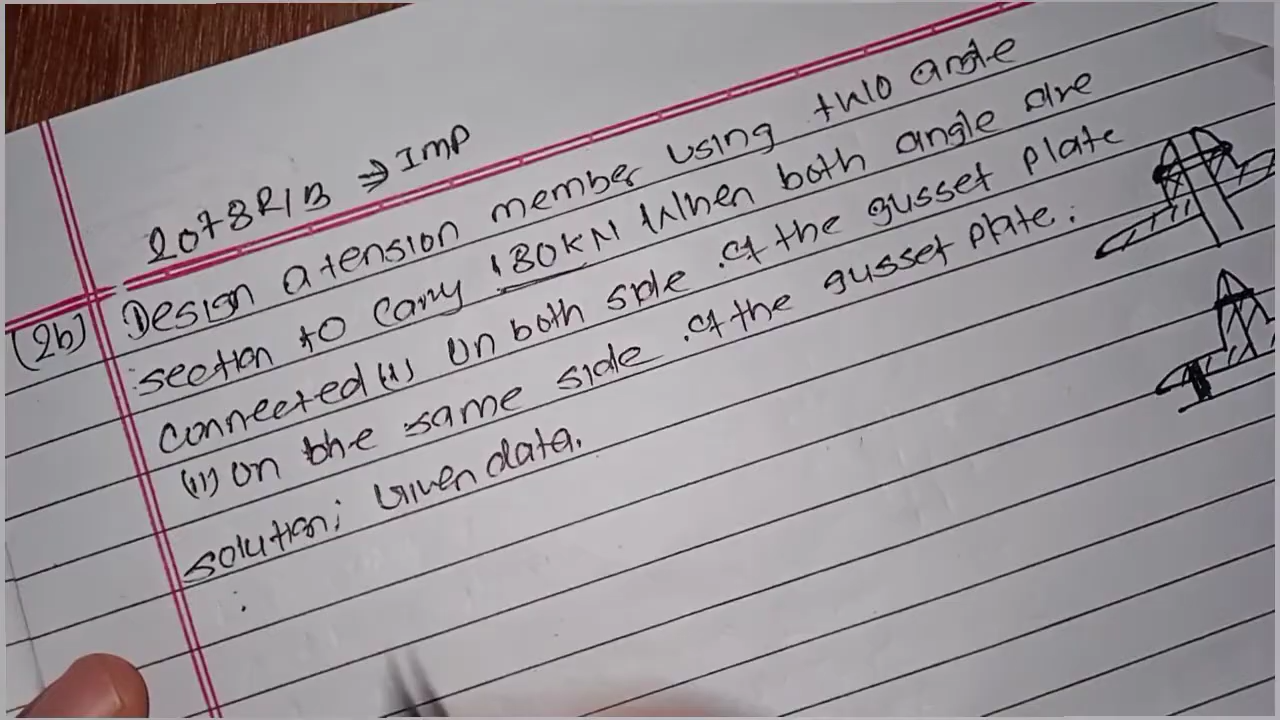 2078R/B ⇒ IMP
(2b) Design a tension member using two angle
section to carry 180KN When both angle are
connected (i) On both side of the gusset plate
(ii) on the same side of the gusset plate.
solution; Given data.